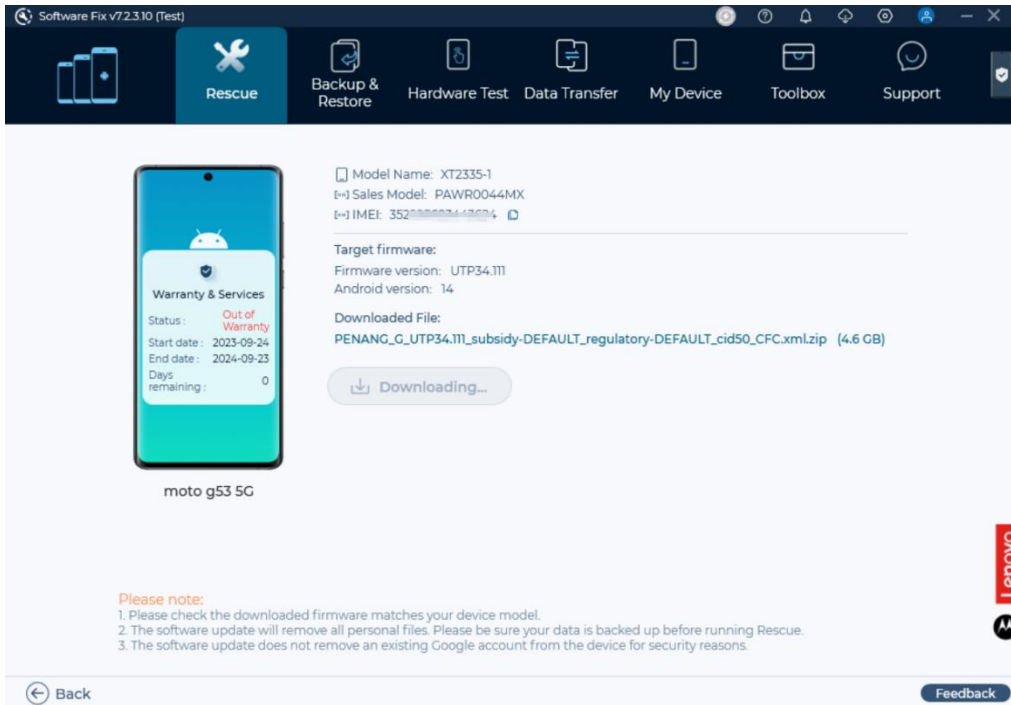 Software Fix v7.2.3.10 (Test)
Rescue
Backup &
Restore
Hardware Test
Data Transfer
My Device
Toolbox
Support
Model Name: XT2335-1
Sales Model: PAWR0044MX
IMEI: 352
Target firmware:
Firmware version: UTP34.111
Android version: 14
Downloaded File:
PENANG_G_UTP34.111_subsidy-DEFAULT_regulatory-DEFAULT_cid50_CFC.xml.zip (4.6 GB)
Downloading...
Warranty & Services
Status : Out of
Warranty
Start date : 2023-09-24
End date : 2024-09-23
Days
remaining : 0
moto g53 5G
Lenovo
Please note:
1. Please check the downloaded firmware matches your device model.
2. The software update will remove all personal files. Please be sure your data is backed up before running Rescue.
3. The software update does not remove an existing Google account from the device for security reasons.
Back
Feedback